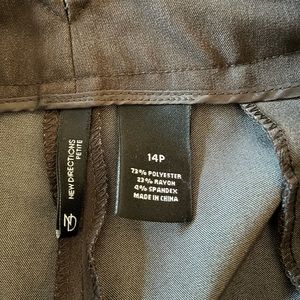 NEW DIRECTIONS
PETITE
ND
14P
73% POLYESTER
23% RAYON
4% SPANDEX
MADE IN CHINA